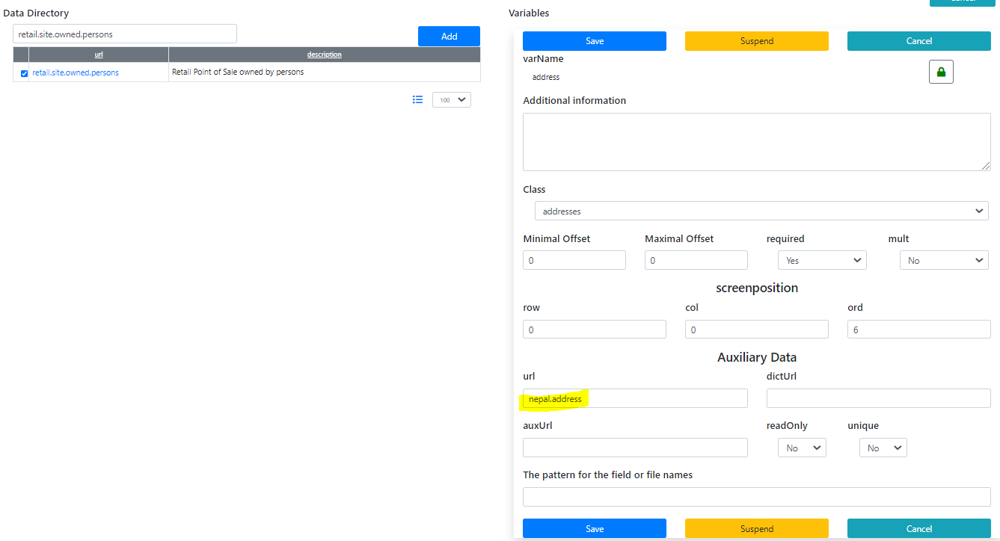 Data Directory
retail.site.owned.persons
Add
url description
retail.site.owned.persons Retail Point of Sale owned by persons
100
Variables
Save Suspend Cancel
varName
address
Additional information
Class
addresses
Minimal Offset Maximal Offset required mult
0 0 Yes No
screenposition
row col ord
0 0 6
Auxiliary Data
url dictUrl
nepal.address
auxUrl readOnly unique
No No
The pattern for the field or file names
Save Suspend Cancel